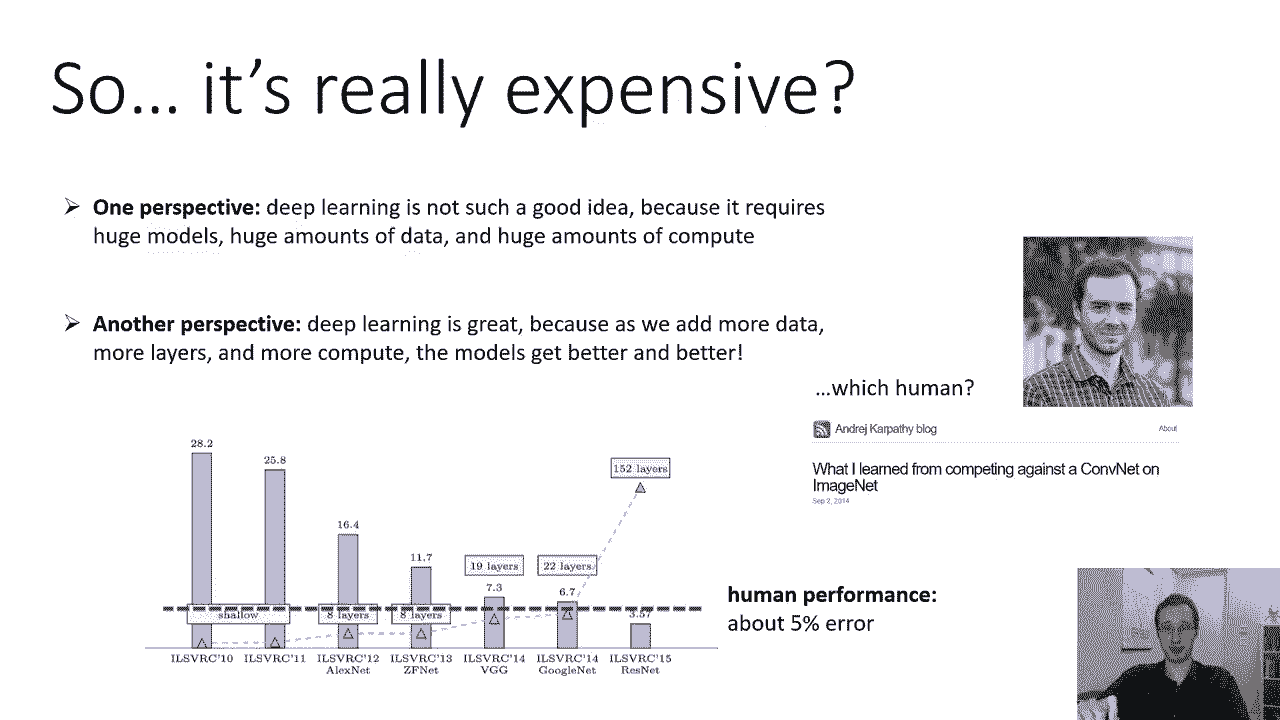 So... it's really expensive?
➢ One perspective: deep learning is not such a good idea, because it requires
huge models, huge amounts of data, and huge amounts of compute
➢ Another perspective: deep learning is great, because as we add more data,
more layers, and more compute, the models get better and better!
...which human?
Andrej Karpathy blog
About
What I learned from competing against a ConvNet on
ImageNet
Sep 2, 2014
28.2
25.8
16.4
11.7
7.3
6.7
3.57
shallow
8 layers
8 layers
19 layers
22 layers
152 layers
ILSVRC'10
ILSVRC'11
ILSVRC'12
AlexNet
ILSVRC'13
ZFNet
ILSVRC'14
VGG
ILSVRC'14
GoogleNet
ILSVRC'15
ResNet
human performance:
about 5% error